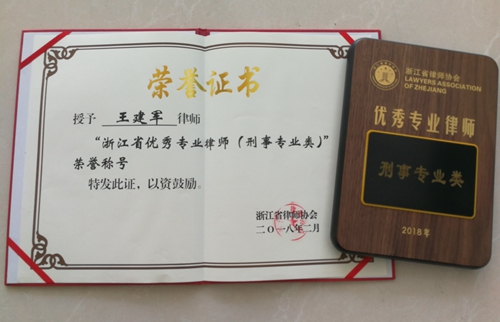 荣誉证书
授予 王建军 律师
“浙江省优秀专业律师（刑事专业类）”
荣誉称号
特发此证，以资鼓励。
浙江省律师协会
二〇一八年二月
浙江省律师协会
LAWYERS ASSOCIATION
OF ZHEJIANG
优秀专业律师
刑事专业类
2018年